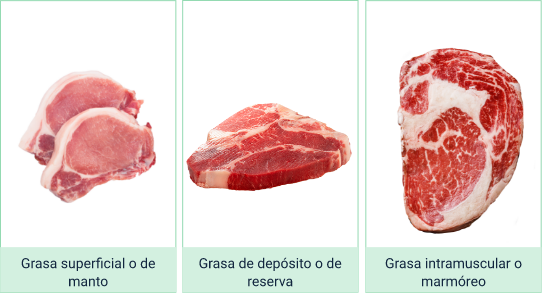 Grasa superficial o de
manto
Grasa de depósito o de
reserva
Grasa intramuscular o
marmóreo